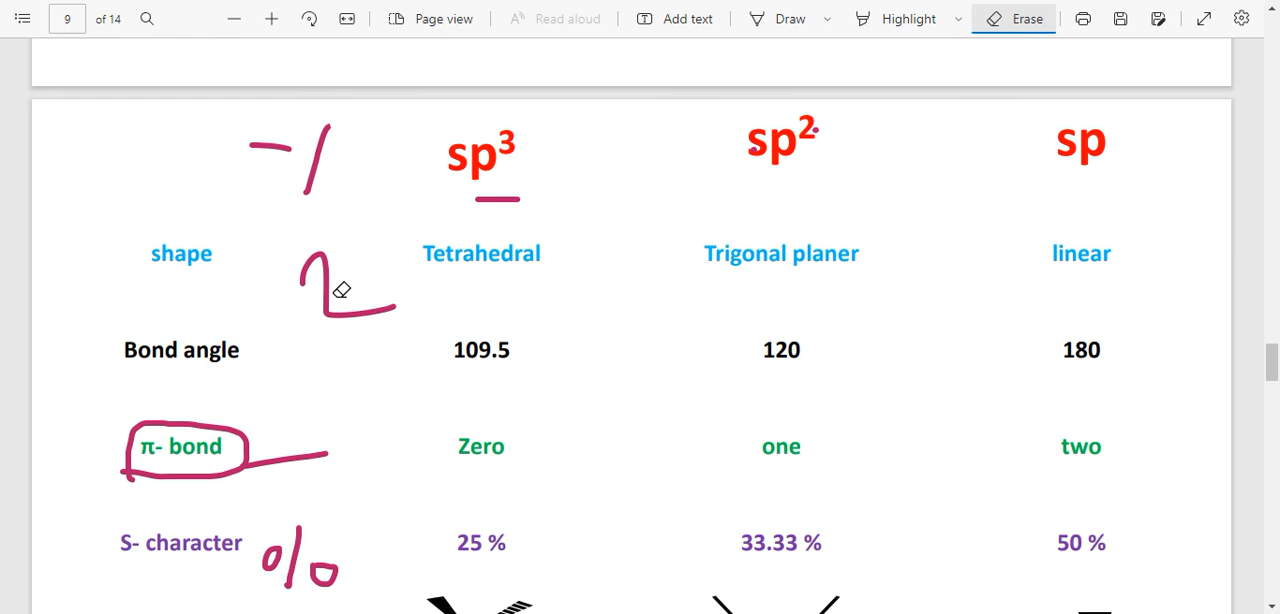 9 of 14 Page view Read aloud Add text Draw Highlight Erase
sp3 sp2 sp
shape Tetrahedral Trigonal planer linear
2
Bond angle 109.5 120 180
π- bond Zero one two
S- character % 25 % 33.33 % 50 %